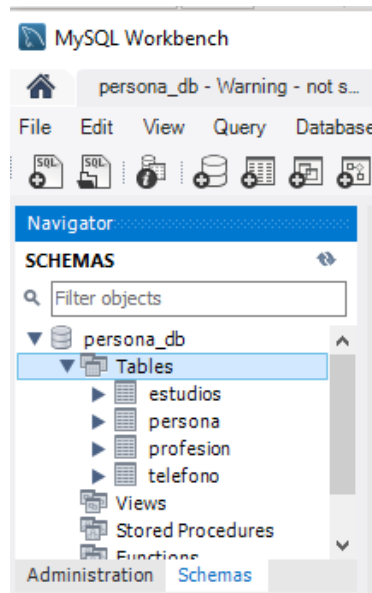 MySQL Workbench
persona_db - Warning - not s...
File Edit View Query Database
SQL SQL
Navigator
SCHEMAS
Filter objects
persona_db
Tables
estudios
persona
profesion
telefono
Views
Stored Procedures
Functions
Administration Schemas